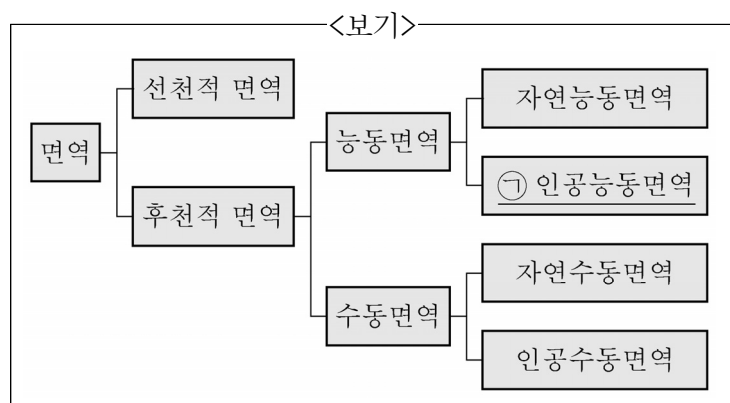 <보기>
면역
선천적 면역
후천적 면역
능동면역
수동면역
자연능동면역
㉠ 인공능동면역
자연수동면역
인공수동면역